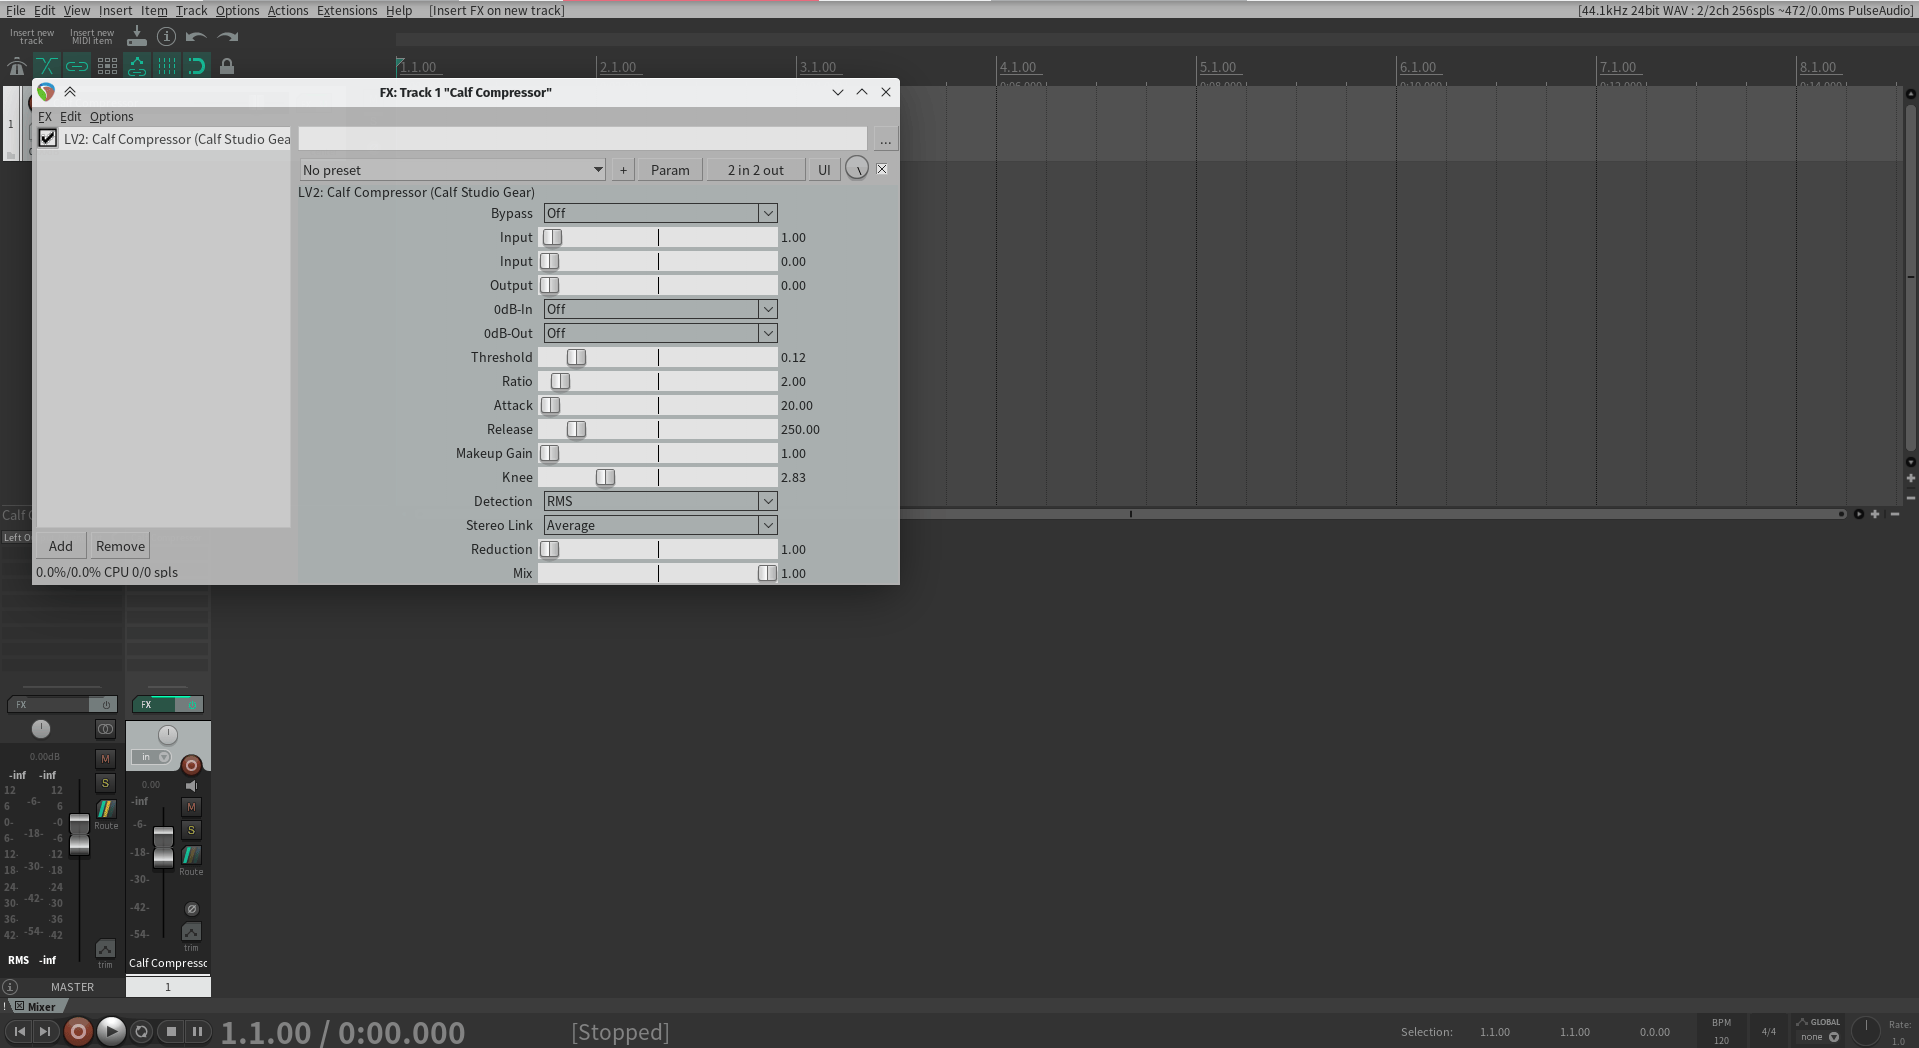 File Edit View Insert Item Track Options Actions Extensions Help [Insert FX on new track] [44.1kHz 24bit WAV : 2/2ch 256spls ~472/0.0ms PulseAudio]
Insert new track
Insert new MIDI item
1.1.00 2.1.00 3.1.00 4.1.00 5.1.00 6.1.00 7.1.00 8.1.00
FX: Track 1 "Calf Compressor"
FX Edit Options
1
LV2: Calf Compressor (Calf Studio Gea
...
No preset + Param 2 in 2 out UI
LV2: Calf Compressor (Calf Studio Gear)
Bypass Off
Input 1.00
Input 0.00
Output 0.00
0dB-In Off
0dB-Out Off
Threshold 0.12
Ratio 2.00
Attack 20.00
Release 250.00
Makeup Gain 1.00
Knee 2.83
Detection RMS
Stereo Link Average
Reduction 1.00
Mix 1.00
Calf
Left O
Add Remove
0.0%/0.0% CPU 0/0 spls
FX FX
in
0.00dB M
-inf -inf S
12 12
6 -6- 6
0- -0
6- -18- -6
12- -12
18- -30- -18
24- -24
30- -42- -30
36- -36
42- -54- -42
Route
trim
RMS -inf
0.00
-inf M
-6- S
-18-
Route
-30-
-42-
-54-
trim
Calf Compressc
MASTER 1
! Mixer
1.1.00 / 0:00.000 [Stopped]
Selection: 1.1.00 1.1.00 0.0.00
BPM
120
4/4
GLOBAL
none
Rate:
1.0